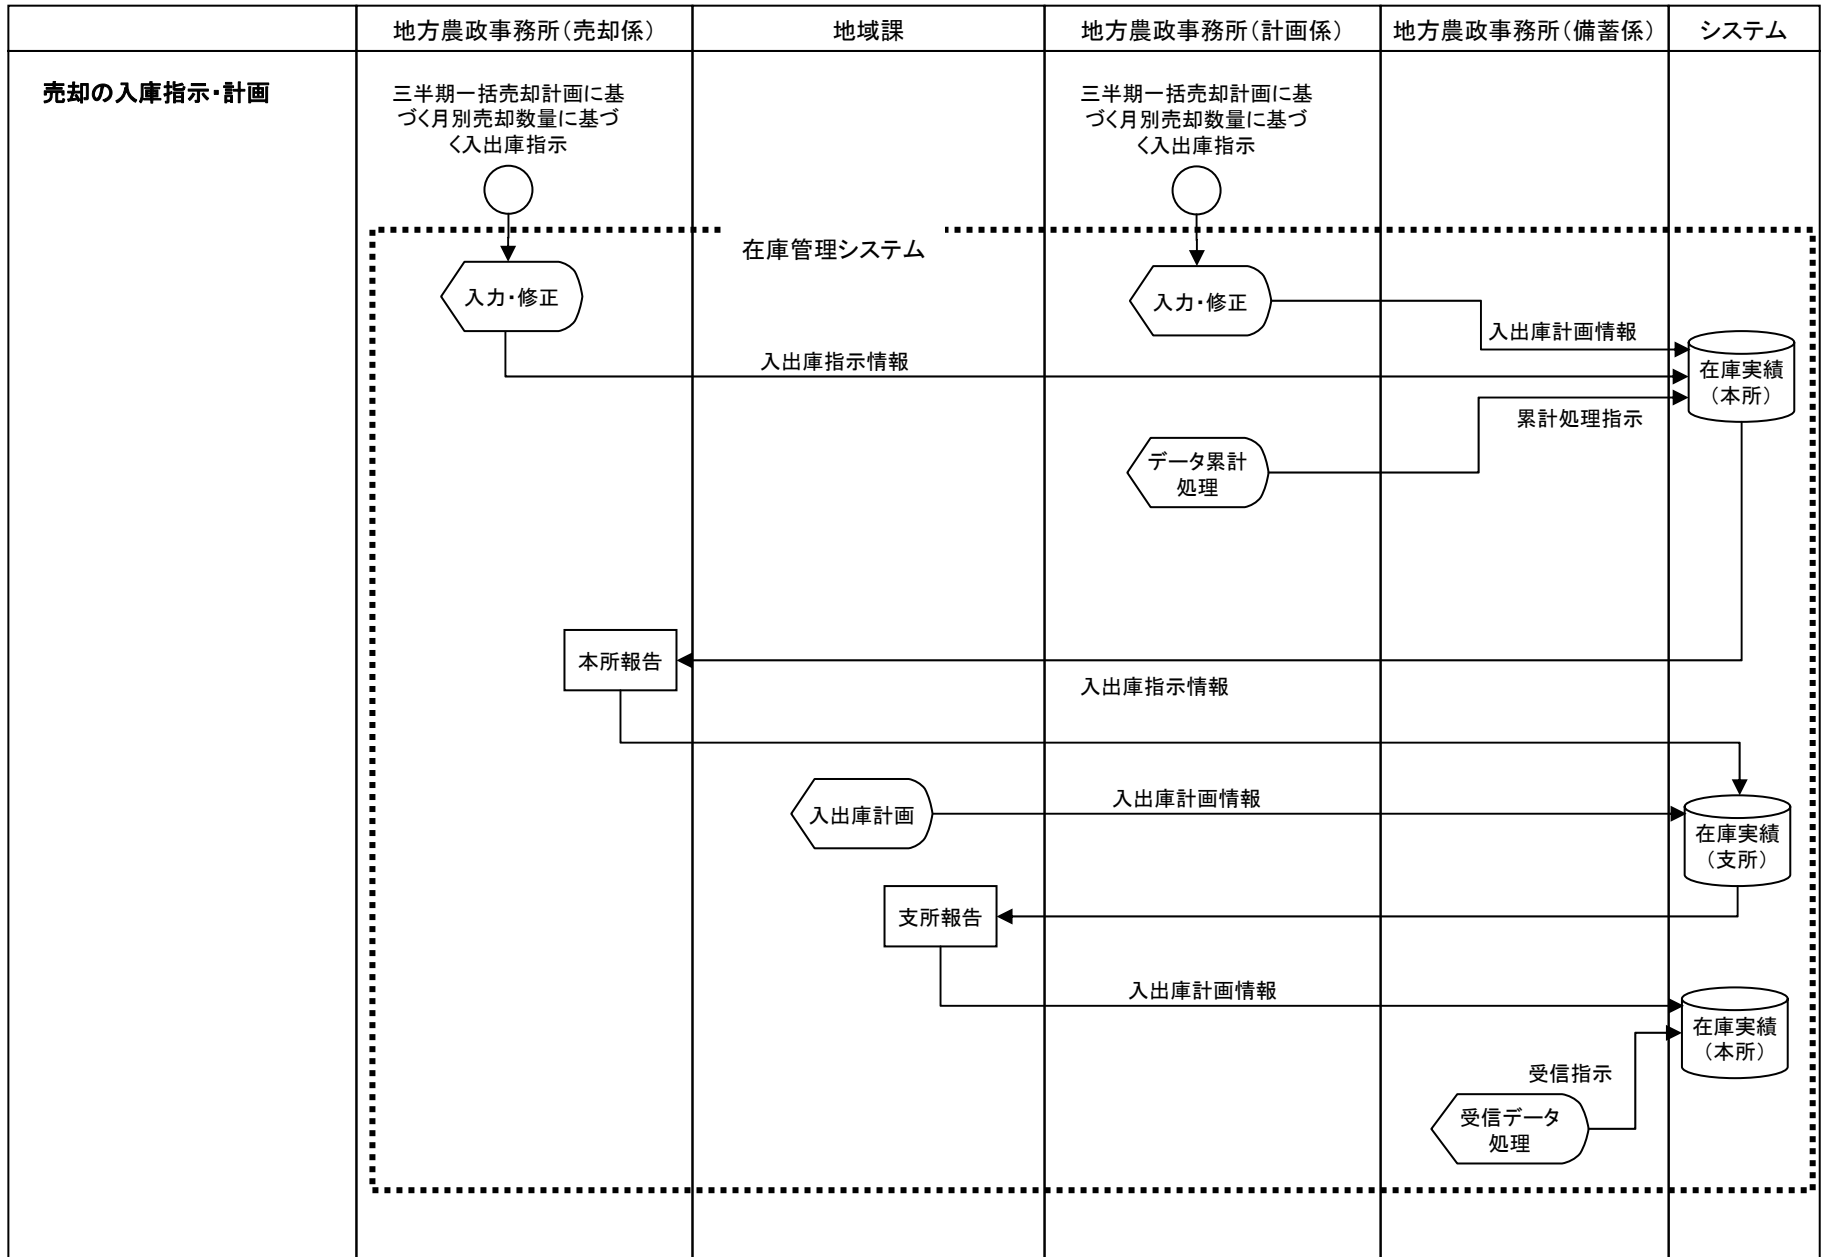 地方農政事務所（売却係）
地域課
地方農政事務所（計画係）
地方農政事務所（備蓄係）
システム
売却の入庫指示・計画
三半期一括売却計画に基
づく月別売却数量に基づ
く入出庫指示
三半期一括売却計画に基
づく月別売却数量に基づ
く入出庫指示
在庫管理システム
入力・修正
入力・修正
入出庫計画情報
入出庫指示情報
在庫実績
（本所）
累計処理指示
データ累計
処理
本所報告
入出庫指示情報
入出庫計画
入出庫計画情報
在庫実績
（支所）
支所報告
入出庫計画情報
在庫実績
（本所）
受信指示
受信データ
処理